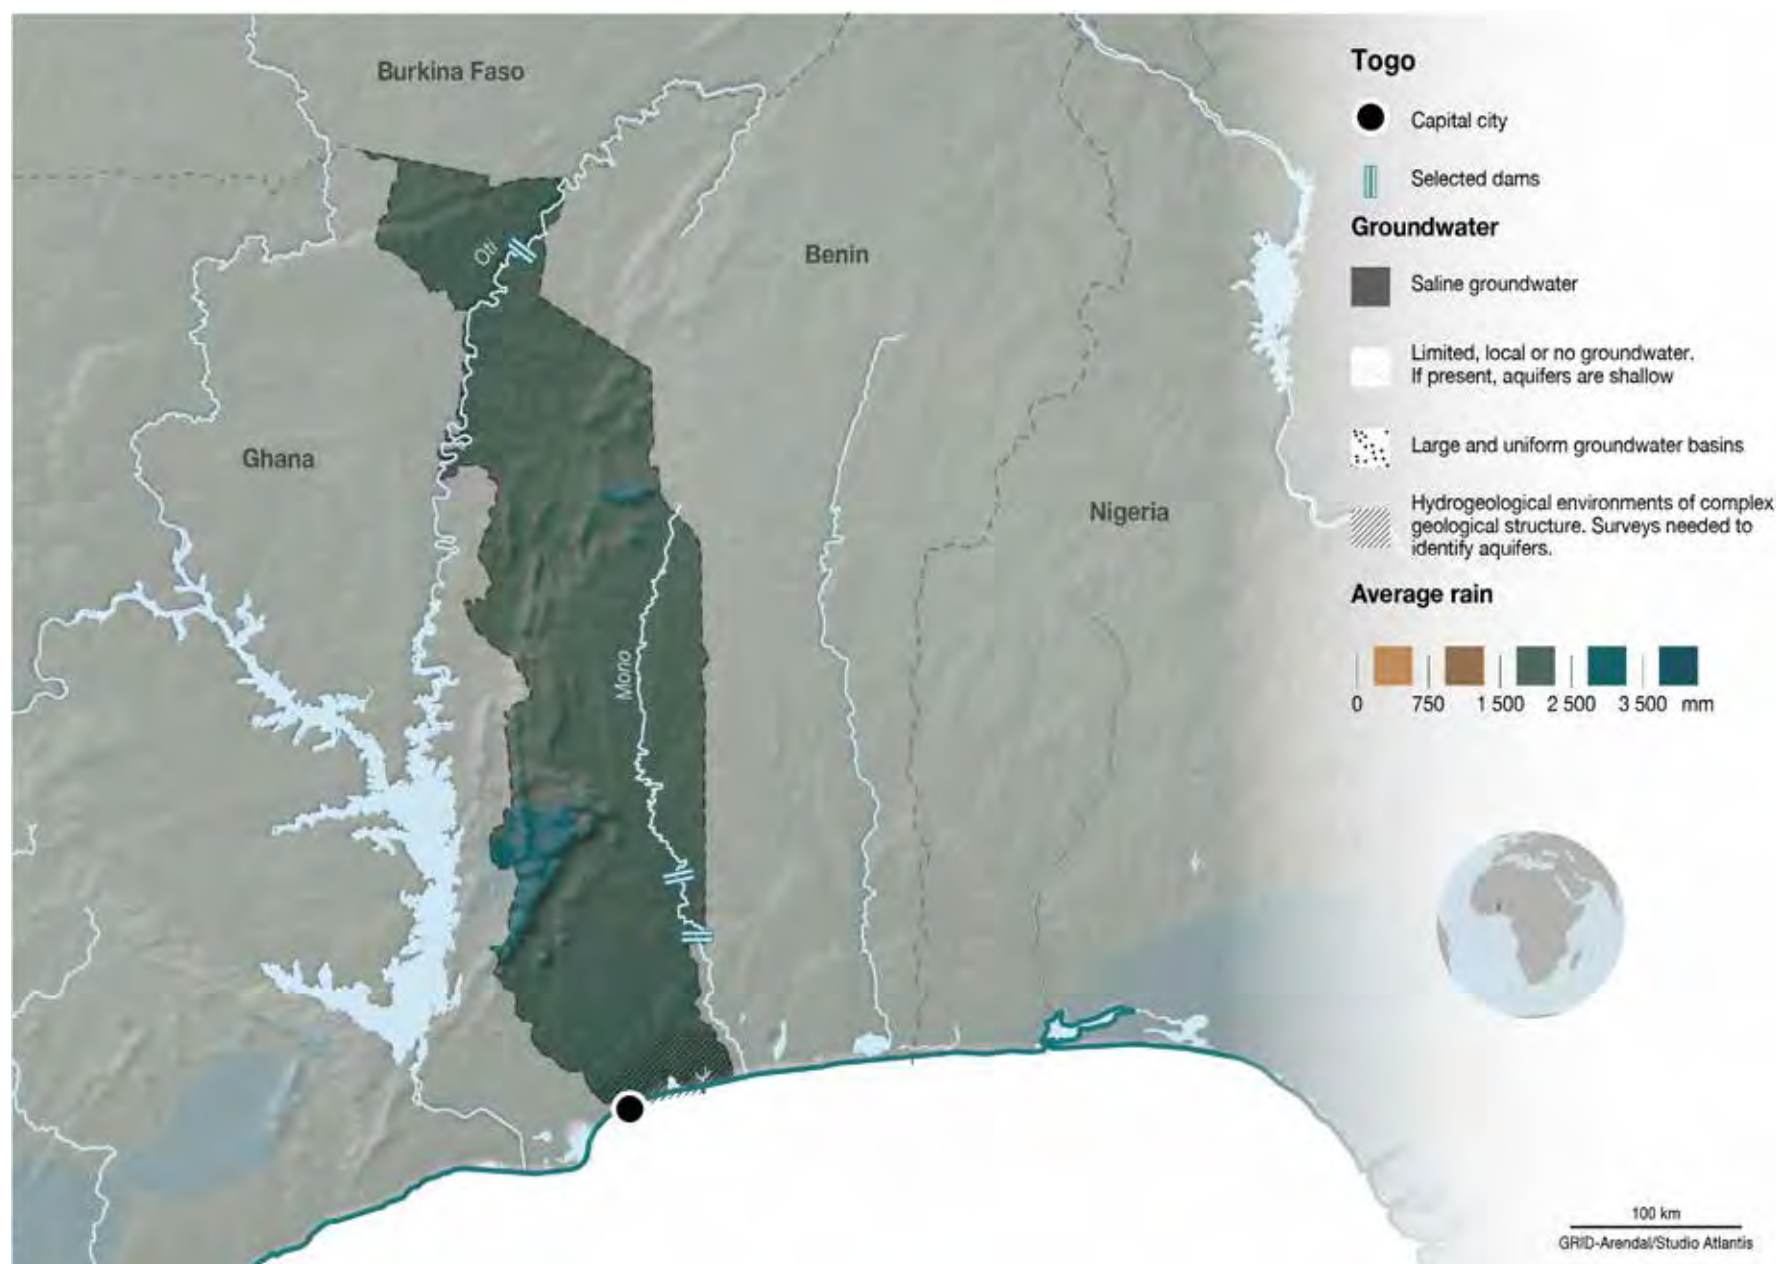 Burkina Faso
Oti
Benin
Ghana
Nigeria
Mono
Togo
Capital city
Selected dams
Groundwater
Saline groundwater
Limited, local or no groundwater.
If present, aquifers are shallow
Large and uniform groundwater basins
Hydrogeological environments of complex
geological structure. Surveys needed to
identify aquifers.
Average rain
0 750 1 500 2 500 3 500 mm
100 km
GRID-Arendal/Studio Atlantis